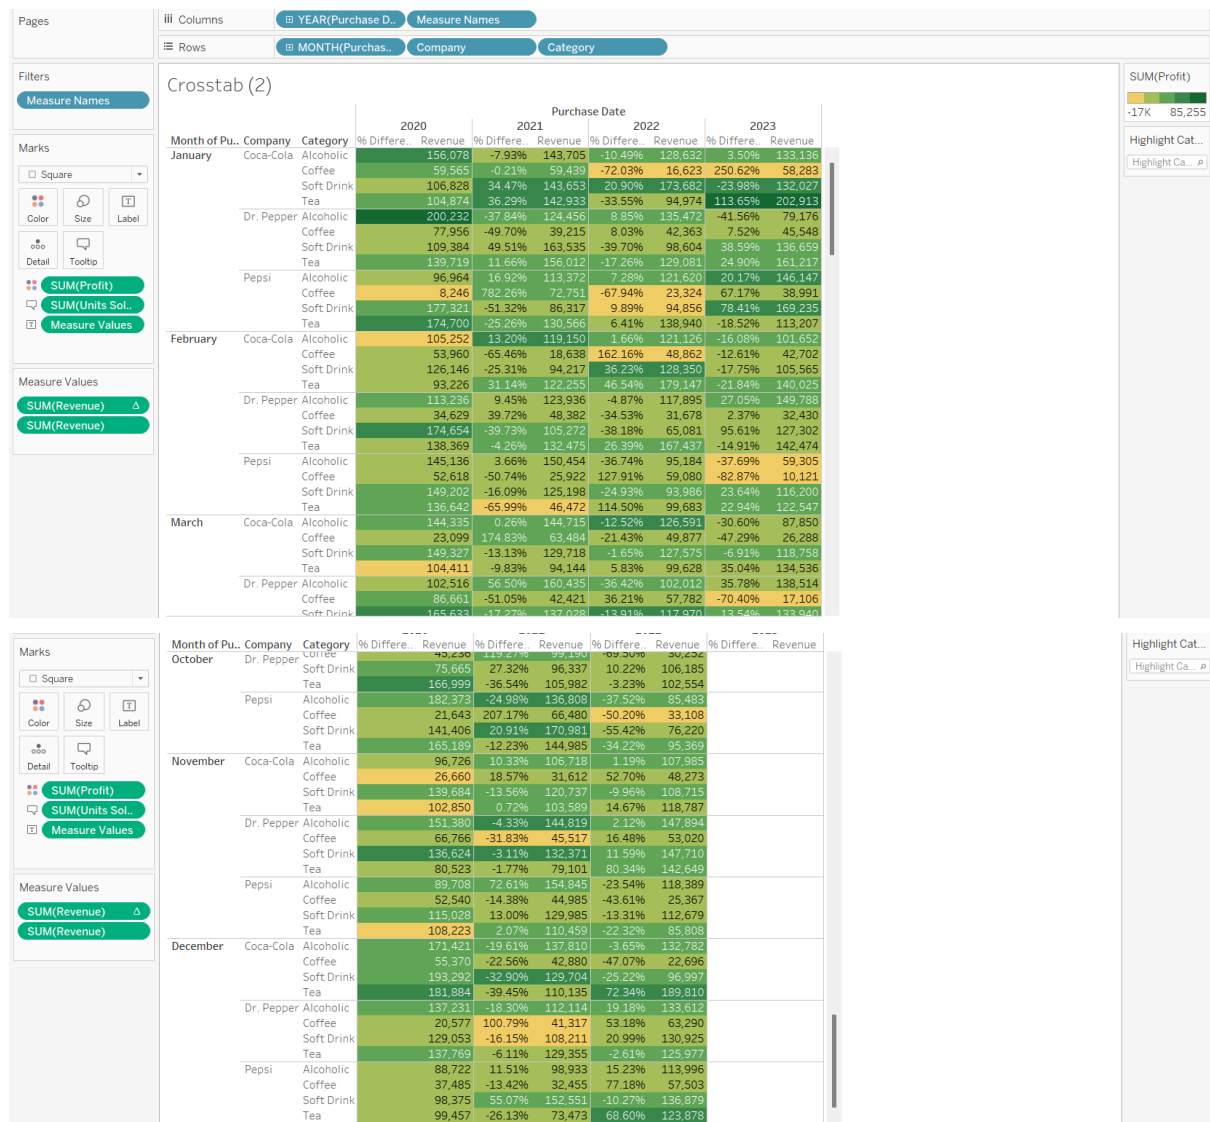 Pages
Columns
YEAR(Purchase D.. Measure Names
Rows
MONTH(Purchas.. Company Category
Filters
Measure Names
Marks
Square
Color Size Label
Detail Tooltip
SUM(Profit)
SUM(Units Sol..
Measure Values
Measure Values
SUM(Revenue) Δ
SUM(Revenue)
Crosstab (2)
Purchase Date
2020 2021 2022 2023
Month of Pu.. Company Category % Differe.. Revenue % Differe.. Revenue % Differe.. Revenue % Differe.. Revenue
January Coca-Cola Alcoholic 156,078 -7.93% 143,705 -10.49% 128,632 3.50% 133,136
Coffee 59,565 -0.21% 59,439 -72.03% 16,623 250.62% 58,283
Soft Drink 106,828 34.47% 143,653 20.90% 173,682 -23.98% 132,027
Tea 104,874 36.29% 142,933 -33.55% 94,974 113.65% 202,913
Dr. Pepper Alcoholic 200,232 -37.84% 124,456 8.85% 135,472 -41.56% 79,176
Coffee 77,956 -49.70% 39,215 8.03% 42,363 7.52% 45,548
Soft Drink 109,384 49.51% 163,535 -39.70% 98,604 38.59% 136,659
Tea 139,719 11.66% 156,012 -17.26% 129,081 24.90% 161,217
Pepsi Alcoholic 96,964 16.92% 113,372 7.28% 121,620 20.17% 146,147
Coffee 8,246 782.26% 72,751 -67.94% 23,324 67.17% 38,991
Soft Drink 177,321 -51.32% 86,317 9.89% 94,856 78.41% 169,235
Tea 174,700 -25.26% 130,566 6.41% 138,940 -18.52% 113,207
February Coca-Cola Alcoholic 105,252 13.20% 119,150 1.66% 121,126 -16.08% 101,652
Coffee 53,960 -65.46% 18,638 162.16% 48,862 -12.61% 42,702
Soft Drink 126,146 -25.31% 94,217 36.23% 128,350 -17.75% 105,565
Tea 93,226 31.14% 122,255 46.54% 179,147 -21.84% 140,025
Dr. Pepper Alcoholic 113,236 9.45% 123,936 -4.87% 117,895 27.05% 149,788
Coffee 34,629 39.72% 48,382 -34.53% 31,678 2.37% 32,430
Soft Drink 174,654 -39.73% 105,272 -38.18% 65,081 95.61% 127,302
Tea 138,369 -4.26% 132,475 26.39% 167,437 -14.91% 142,474
Pepsi Alcoholic 145,136 3.66% 150,454 -36.74% 95,184 -37.69% 59,305
Coffee 52,618 -50.74% 25,922 127.91% 59,080 -82.87% 10,121
Soft Drink 149,202 -16.09% 125,198 -24.93% 93,986 23.64% 116,200
Tea 136,642 -65.99% 46,472 114.50% 99,683 22.94% 122,547
March Coca-Cola Alcoholic 144,335 0.26% 144,715 -12.52% 126,591 -30.60% 87,850
Coffee 23,099 174.83% 63,484 -21.43% 49,877 -47.29% 26,288
Soft Drink 149,327 -13.13% 129,718 -1.65% 127,575 -6.91% 118,758
Tea 104,411 -9.83% 94,144 5.83% 99,628 35.04% 134,536
Dr. Pepper Alcoholic 102,516 56.50% 160,435 -36.42% 102,012 35.78% 138,514
Coffee 86,661 -51.05% 42,421 36.21% 57,782 -70.40% 17,106
Soft Drink 165,633 -17.27% 137,028 -13.91% 117,970 13.54% 133,940
SUM(Profit)
-17K 85,255
Highlight Cat...
Highlight Ca...
Marks
Square
Color Size Label
Detail Tooltip
SUM(Profit)
SUM(Units Sol..
Measure Values
Measure Values
SUM(Revenue) Δ
SUM(Revenue)
Month of Pu.. Company Category % Differe.. Revenue % Differe.. Revenue % Differe.. Revenue % Differe.. Revenue
October Dr. Pepper Coffee 45,236 119.27% 99,190 -69.50% 30,252
Soft Drink 75,665 27.32% 96,337 10.22% 106,185
Tea 166,999 -36.54% 105,982 -3.23% 102,554
Pepsi Alcoholic 182,373 -24.98% 136,808 -37.52% 85,483
Coffee 21,643 207.17% 66,480 -50.20% 33,108
Soft Drink 141,406 20.91% 170,981 -55.42% 76,220
Tea 165,189 -12.23% 144,985 -34.22% 95,369
November Coca-Cola Alcoholic 96,726 10.33% 106,718 1.19% 107,985
Coffee 26,660 18.57% 31,612 52.70% 48,273
Soft Drink 139,684 -13.56% 120,737 -9.96% 108,715
Tea 102,850 0.72% 103,589 14.67% 118,787
Dr. Pepper Alcoholic 151,380 -4.33% 144,819 2.12% 147,894
Coffee 66,766 -31.83% 45,517 16.48% 53,020
Soft Drink 136,624 -3.11% 132,371 11.59% 147,710
Tea 80,523 -1.77% 79,101 80.34% 142,649
Pepsi Alcoholic 89,708 72.61% 154,845 -23.54% 118,389
Coffee 52,540 -14.38% 44,985 -43.61% 25,367
Soft Drink 115,028 13.00% 129,985 -13.31% 112,679
Tea 108,223 2.07% 110,459 -22.32% 85,808
December Coca-Cola Alcoholic 171,421 -19.61% 137,810 -3.65% 132,782
Coffee 55,370 -22.56% 42,880 -47.07% 22,696
Soft Drink 193,292 -32.90% 129,704 -25.22% 96,997
Tea 181,884 -39.45% 110,135 72.34% 189,810
Dr. Pepper Alcoholic 137,231 -18.30% 112,114 19.18% 133,612
Coffee 20,577 100.79% 41,317 53.18% 63,290
Soft Drink 129,053 -16.15% 108,211 20.99% 130,925
Tea 137,769 -6.11% 129,355 -2.61% 125,977
Pepsi Alcoholic 88,722 11.51% 98,933 15.23% 113,996
Coffee 37,485 -13.42% 32,455 77.18% 57,503
Soft Drink 98,375 55.07% 152,551 -10.27% 136,879
Tea 99,457 -26.13% 73,473 68.60% 123,878
Highlight Cat...
Highlight Ca...